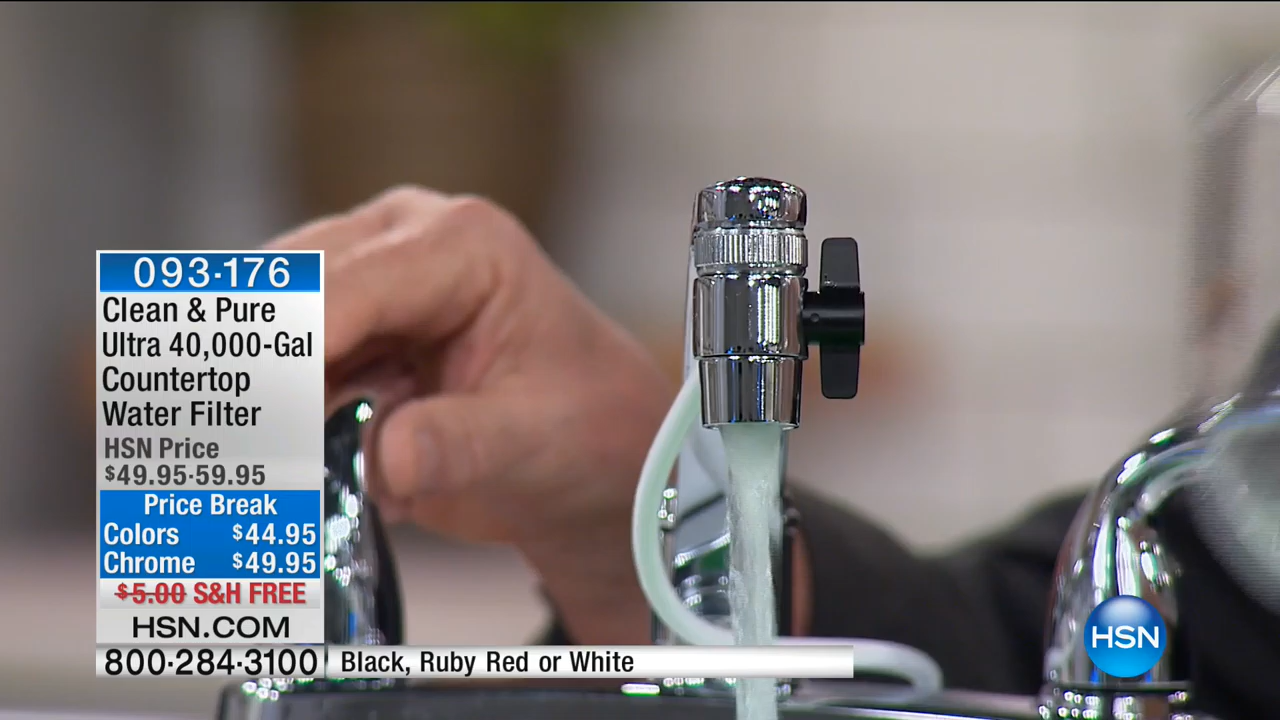 093·176
Clean & Pure
Ultra 40,000-Gal
Countertop
Water Filter
HSN Price
$49.95-59.95
Price Break
Colors $44.95
Chrome $49.95
$5.00 S&H FREE
HSN.COM
800·284·3100
Black, Ruby Red or White
HSN